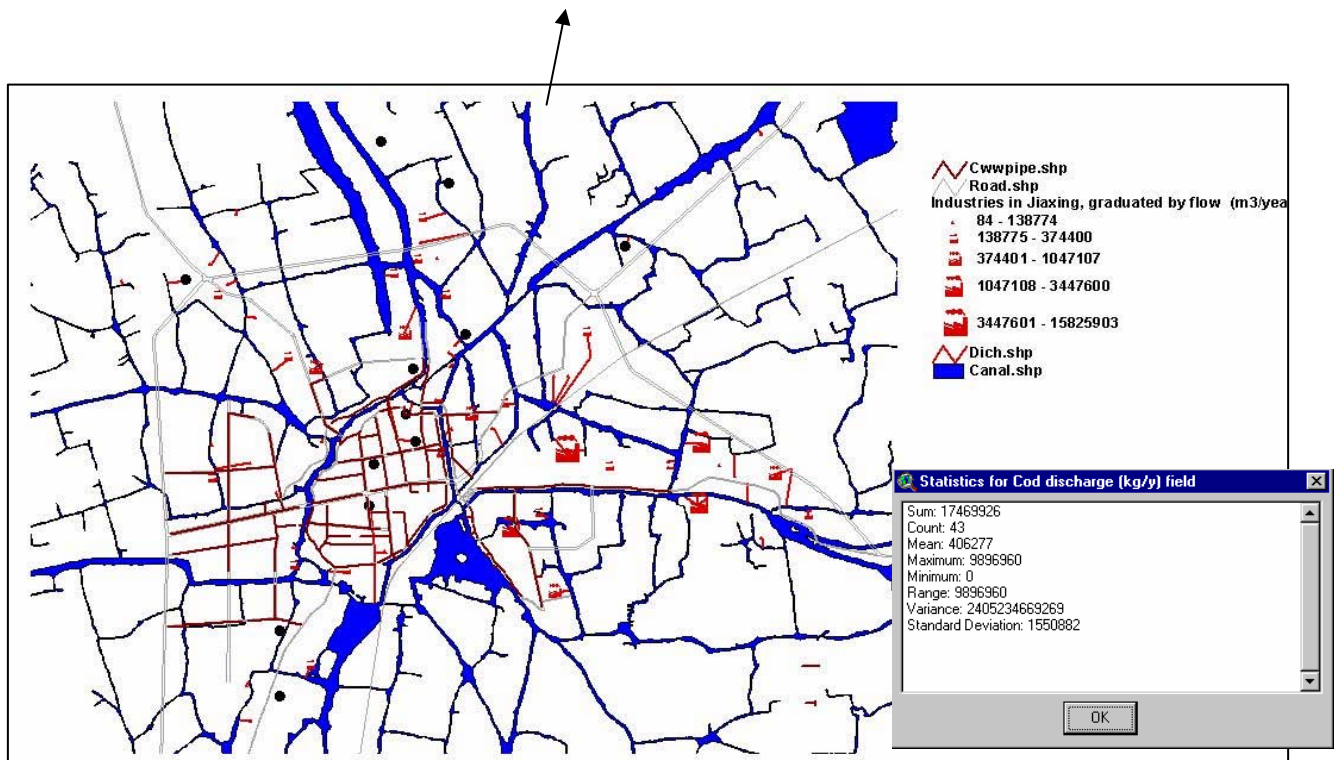 Cwwpipe.shp
Road.shp
Industries in Jiaxing, graduated by flow (m3/yea
84 - 138774
138775 - 374400
374401 - 1047107
1047108 - 3447600
3447601 - 15825903
Dich.shp
Canal.shp
Statistics for Cod discharge (kg/y) field
Sum: 17469926
Count: 43
Mean: 406277
Maximum: 9896960
Minimum: 0
Range: 9896960
Variance: 2405234669269
Standard Deviation: 1550882
OK